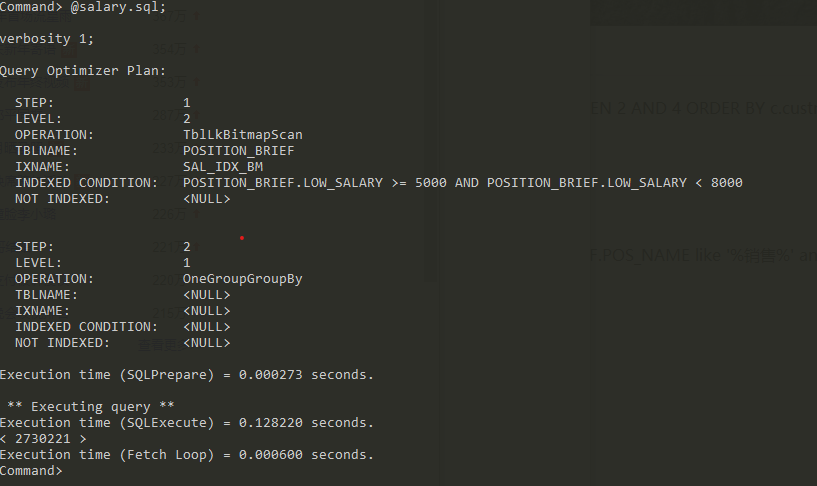 Command> @salary.sql;
verbosity 1;
Query Optimizer Plan:
STEP: 1
LEVEL: 2
OPERATION: TblLkBitmapScan
TBLNAME: POSITION_BRIEF
IXNAME: SAL_IDX_BM
INDEXED CONDITION: POSITION_BRIEF.LOW_SALARY >= 5000 AND POSITION_BRIEF.LOW_SALARY < 8000
NOT INDEXED: <NULL>
STEP: 2
LEVEL: 1
OPERATION: OneGroupGroupBy
TBLNAME: <NULL>
IXNAME: <NULL>
INDEXED CONDITION: <NULL>
NOT INDEXED: <NULL>
Execution time (SQLPrepare) = 0.000273 seconds.
** Executing query **
Execution time (SQLExecute) = 0.128220 seconds.
< 2730221 >
Execution time (Fetch Loop) = 0.000600 seconds.
Command>
EN 2 AND 4 ORDER BY c.custo
F.POS_NAME like '%销售%' an